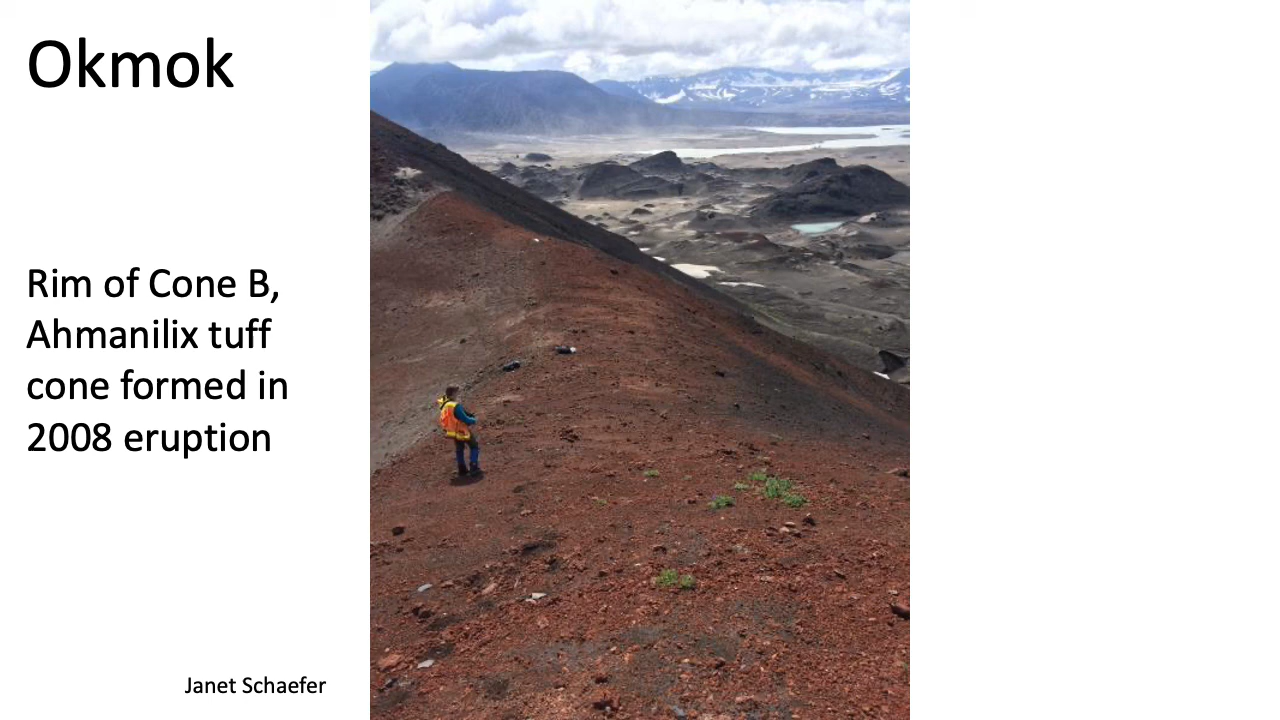 Okmok
Rim of Cone B,
Ahmanilix tuff
cone formed in
2008 eruption
Janet Schaefer